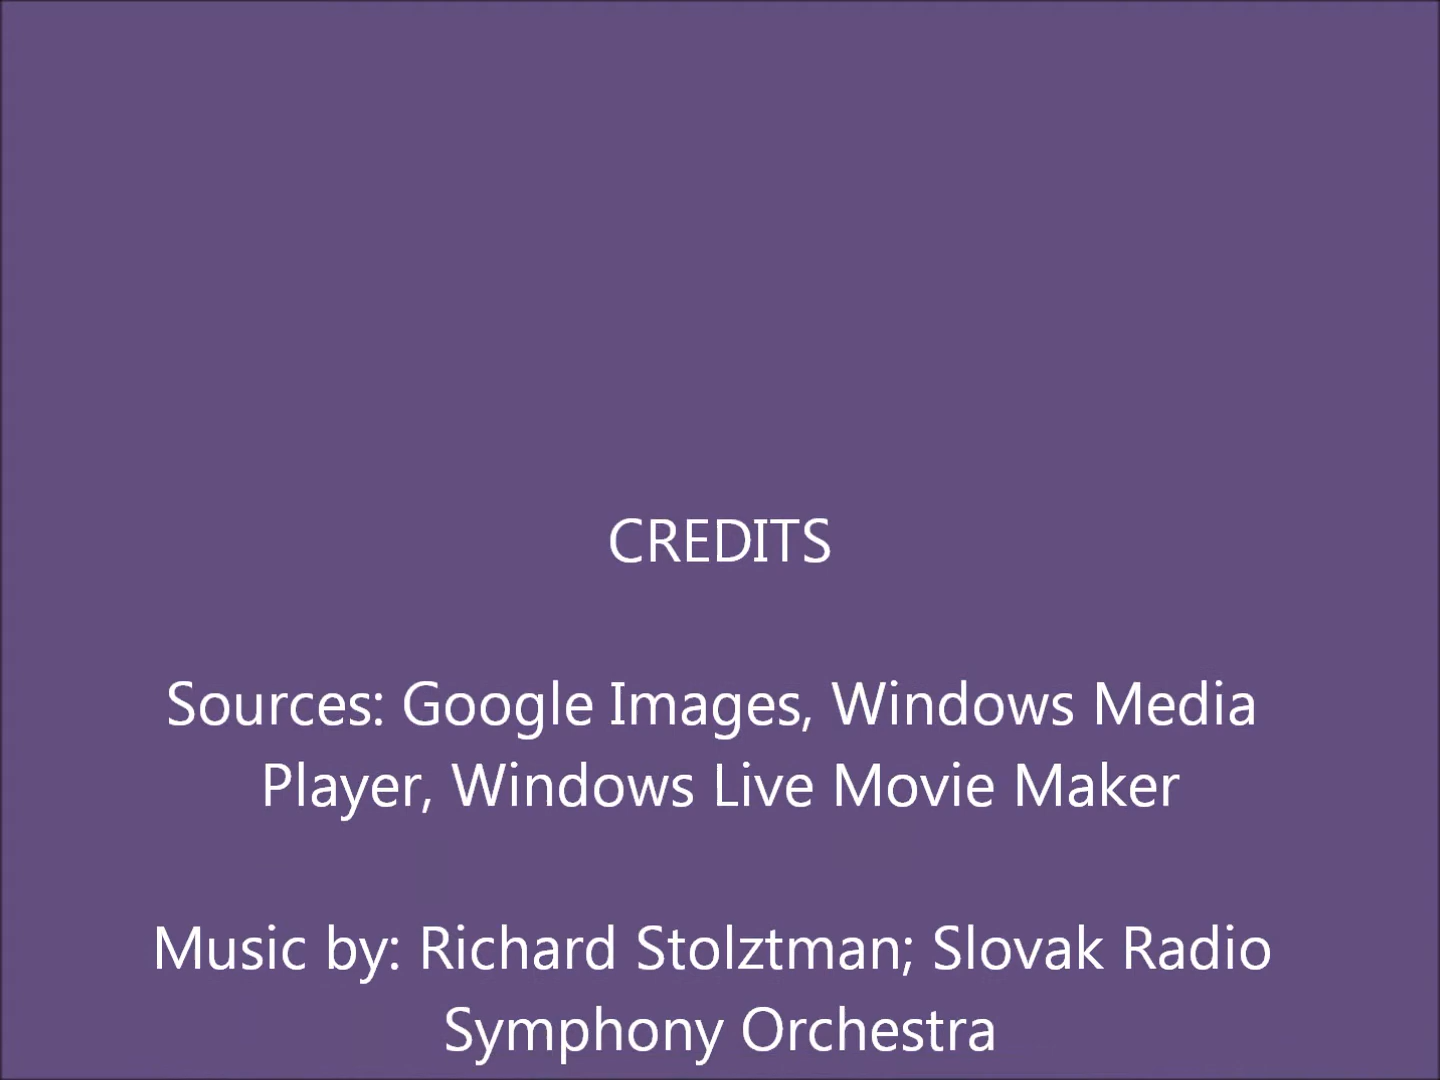 CREDITS
Sources: Google Images, Windows Media
Player, Windows Live Movie Maker
Music by: Richard Stolztman; Slovak Radio
Symphony Orchestra